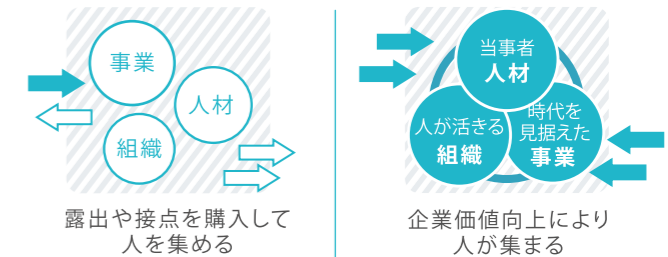 事業
人材
組織
露出や接点を購入して
人を集める
当事者
人材
人が活きる
組織
時代を
見据えた
事業
企業価値向上により
人が集まる